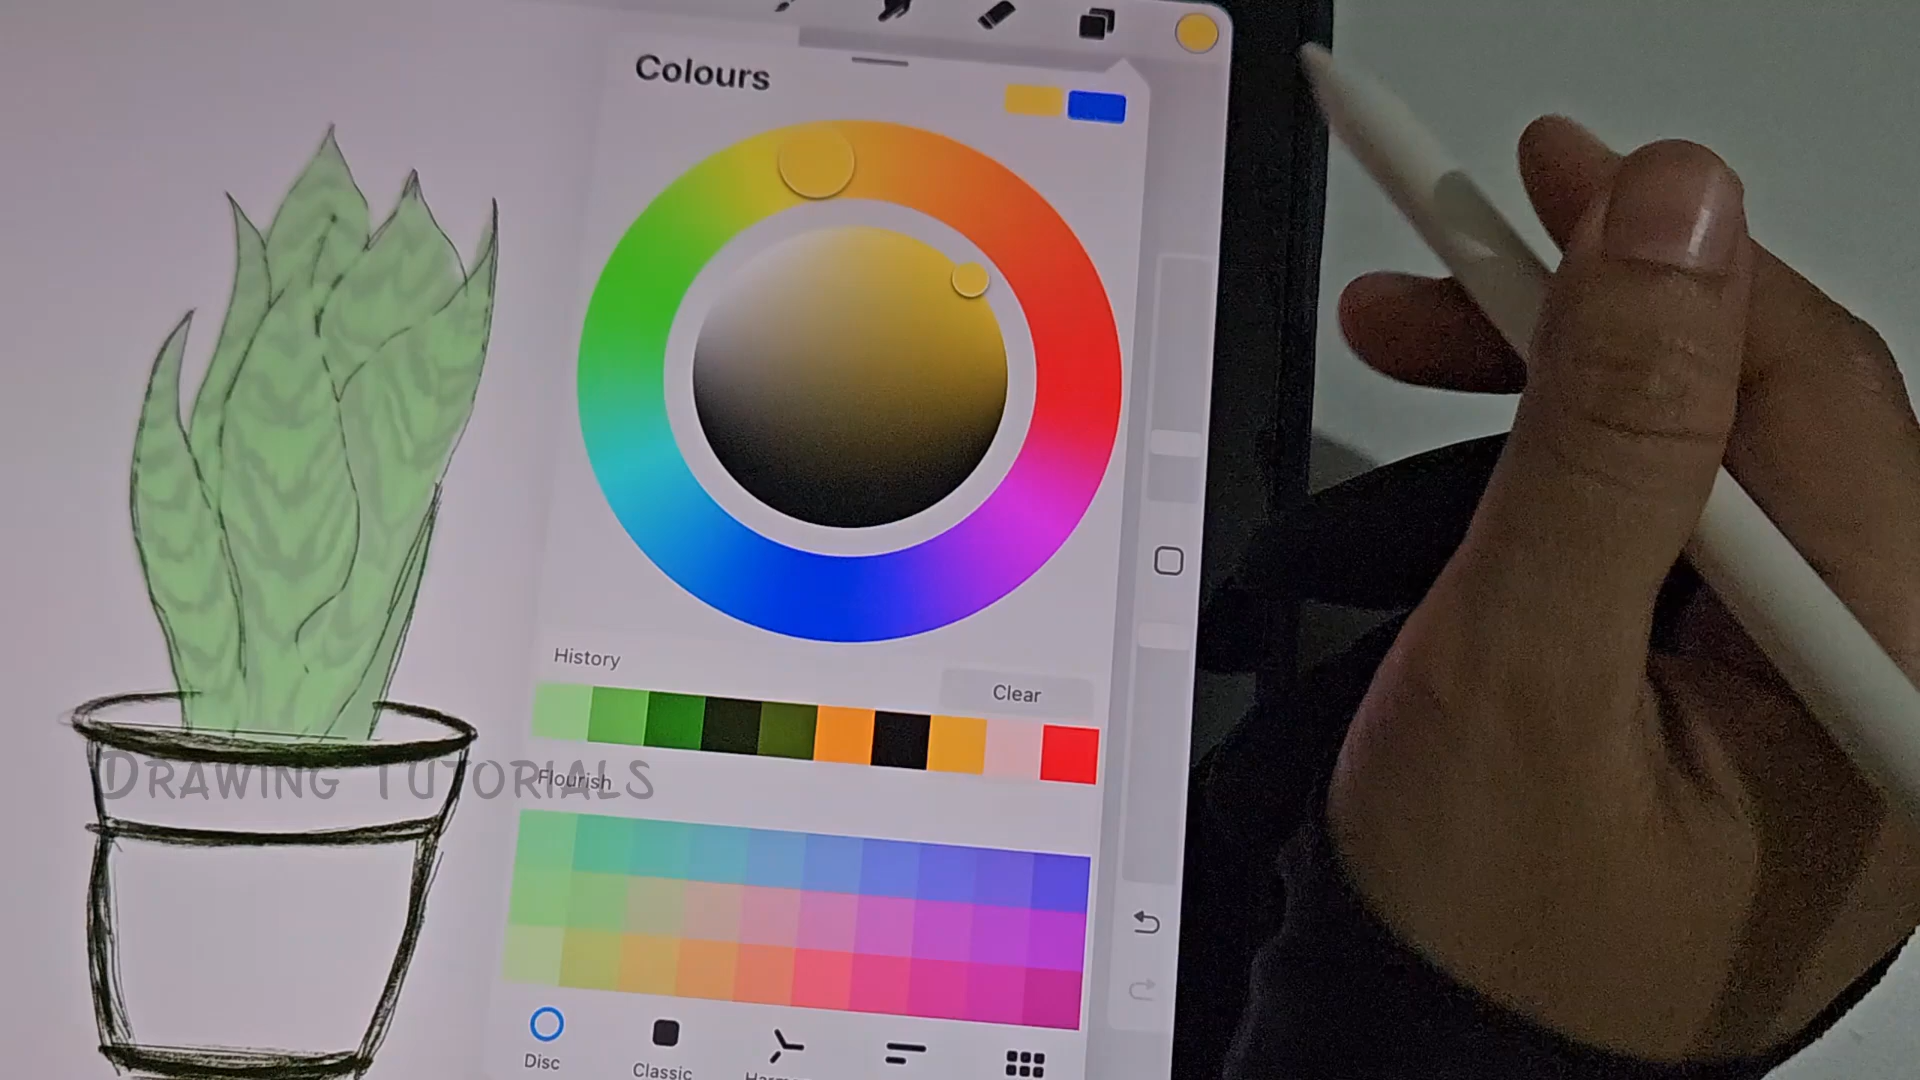 Colours
History
Clear
Flourish
DRAWING TUTORIALS
Disc
Classic